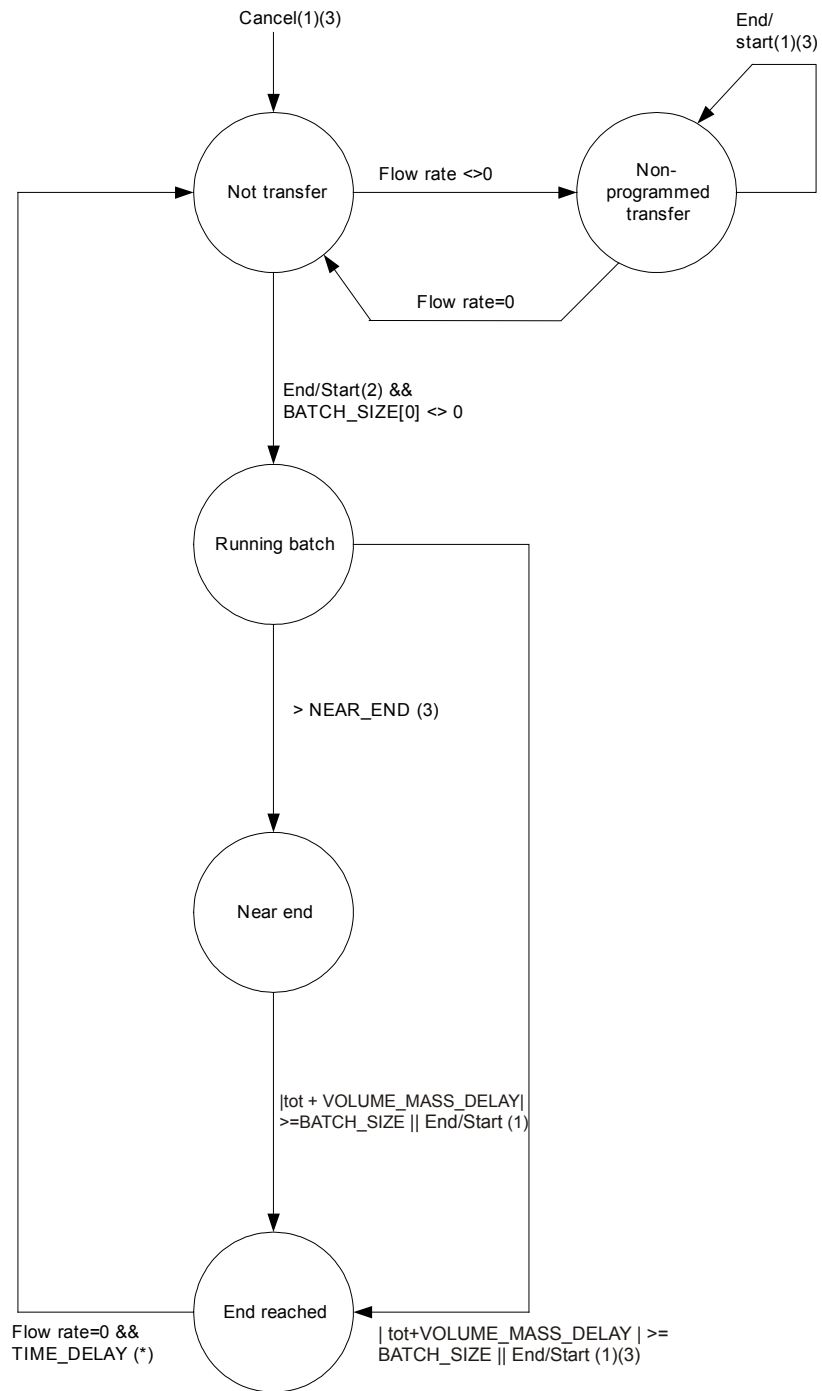 Cancel(1)(3)
End/
start(1)(3)
Not transfer
Flow rate <>0
Non-
programmed
transfer
Flow rate=0
End/Start(2) &&
BATCH_SIZE[0] <> 0
Running batch
> NEAR_END (3)
Near end
|tot + VOLUME_MASS_DELAY|
>=BATCH_SIZE || End/Start (1)
End reached
Flow rate=0 &&
TIME_DELAY (*)
| tot+VOLUME_MASS_DELAY | >=
BATCH_SIZE || End/Start (1)(3)